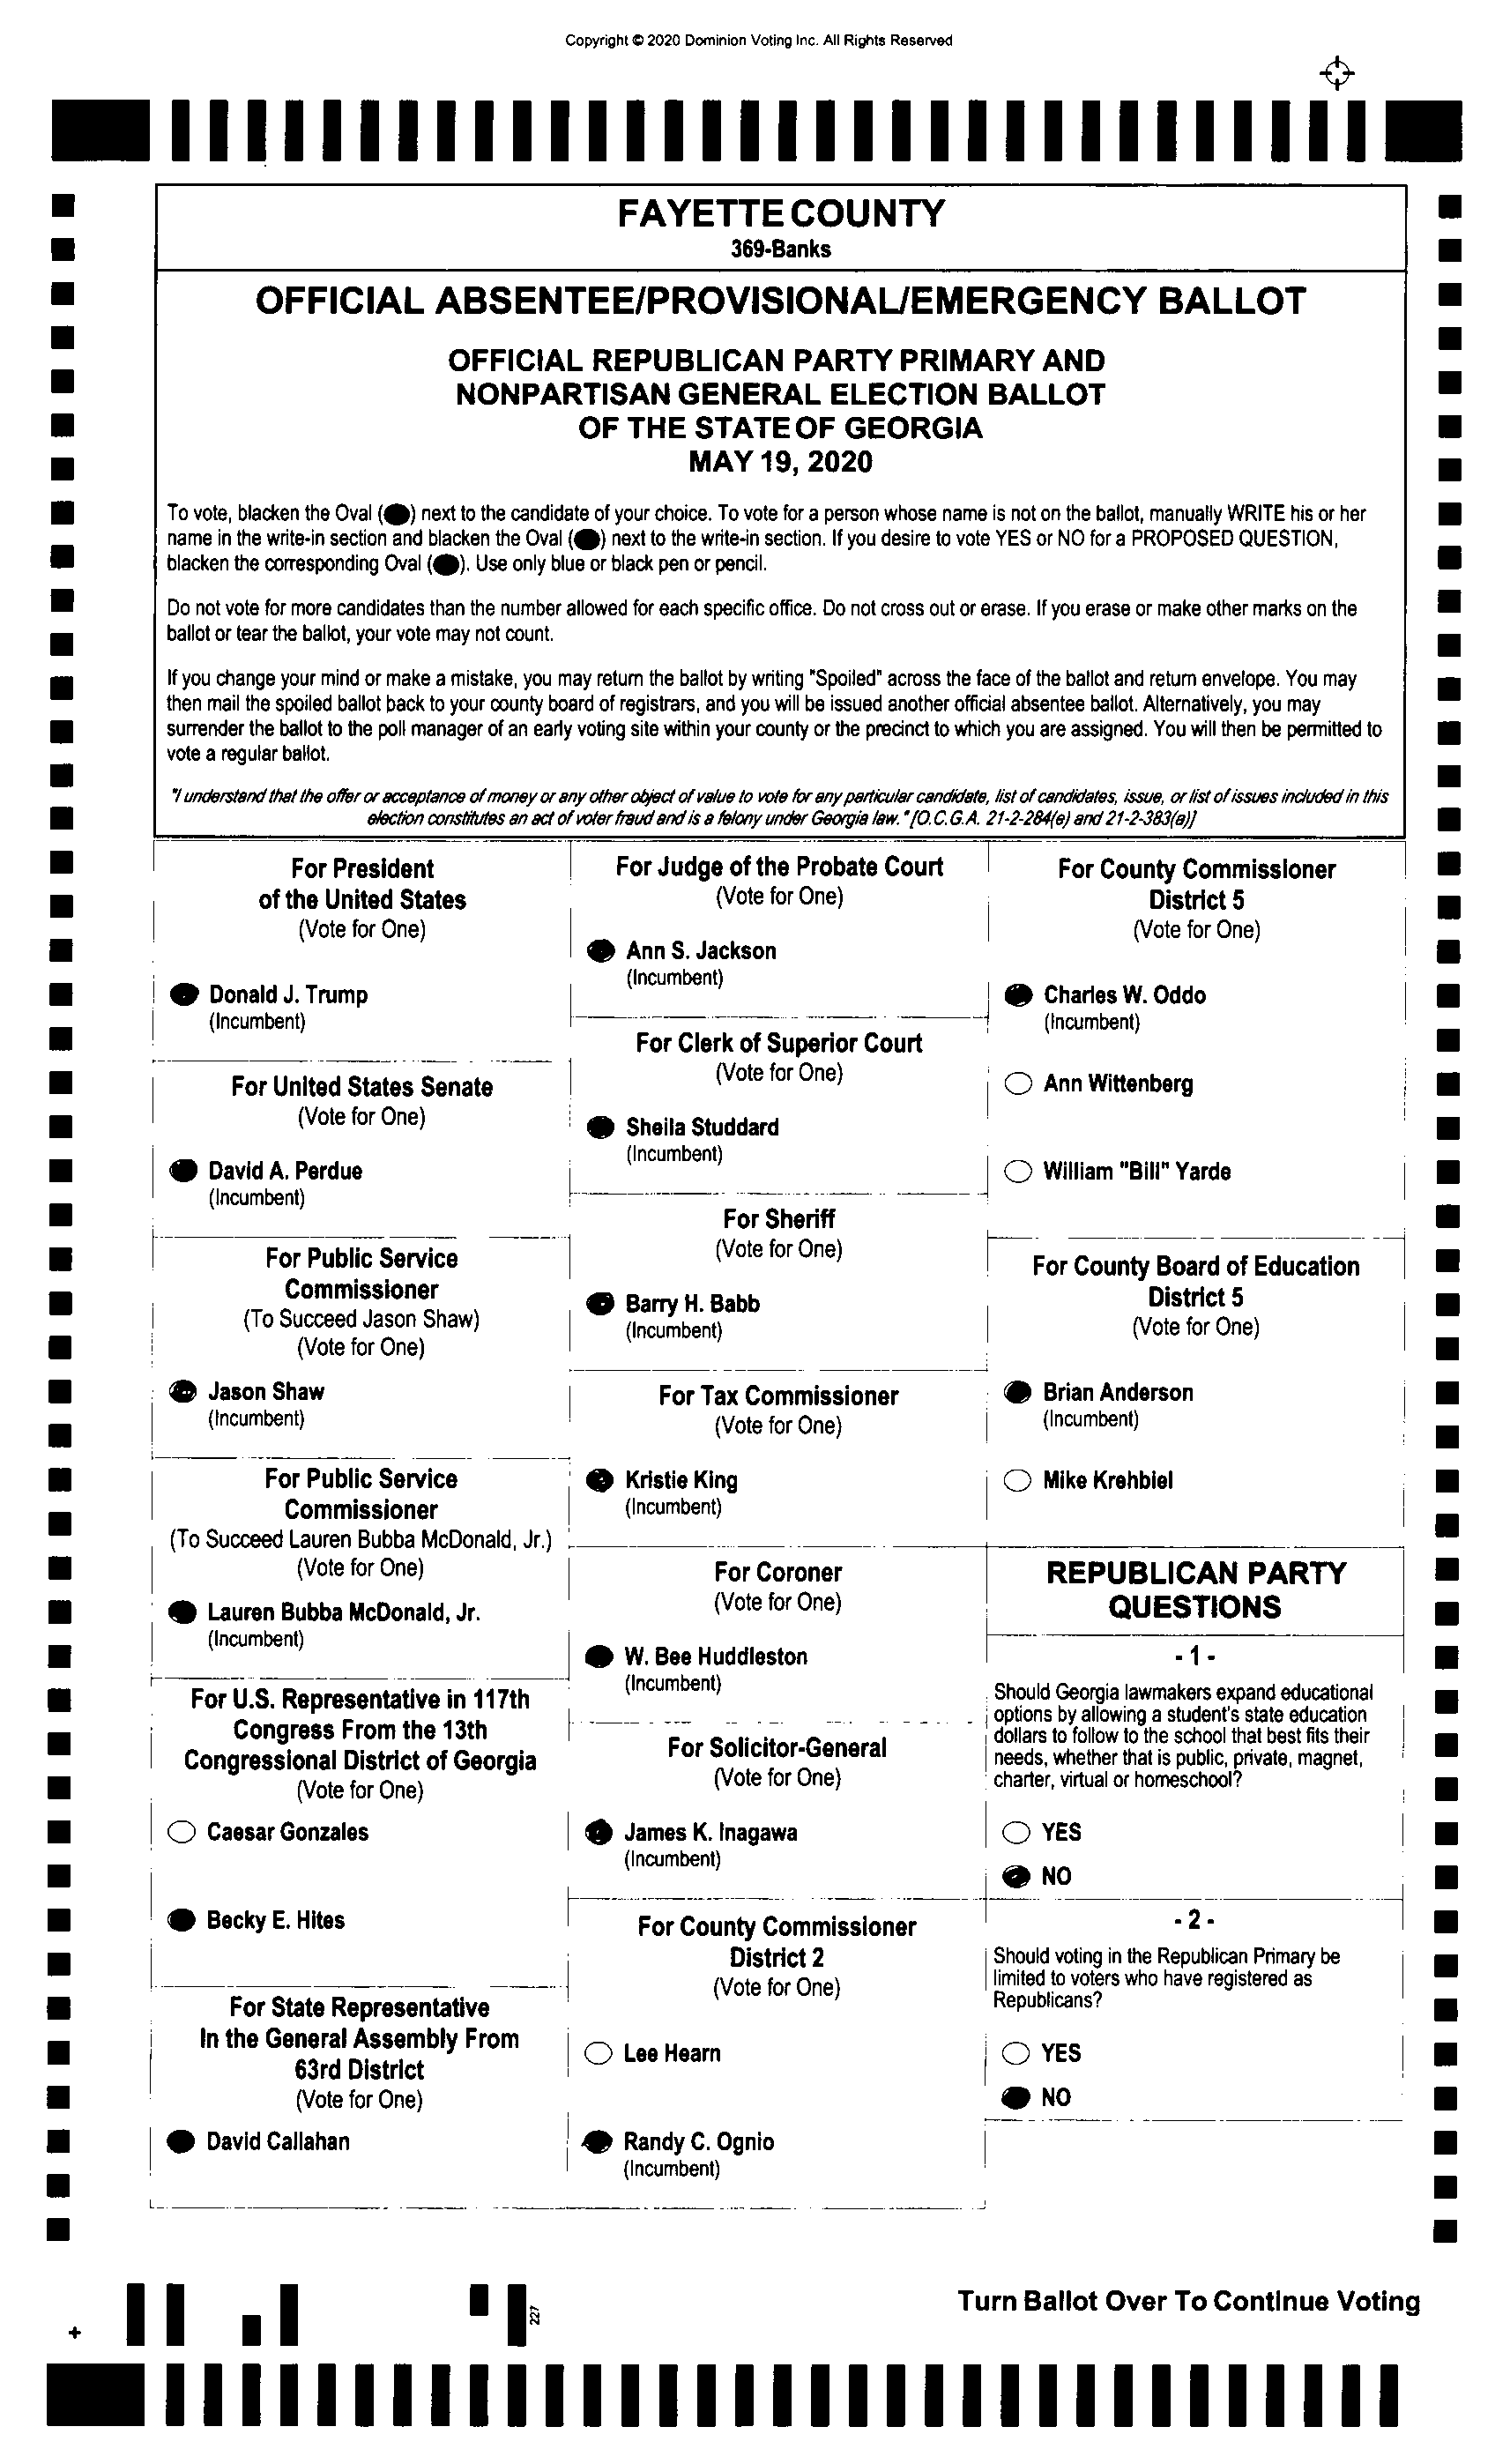 Copyright © 2020 Dominion Voting Inc. All Rights Reserved
FAYETTE COUNTY
369-Banks
OFFICIAL ABSENTEE/PROVISIONAL/EMERGENCY BALLOT
OFFICIAL REPUBLICAN PARTY PRIMARY AND
NONPARTISAN GENERAL ELECTION BALLOT
OF THE STATE OF GEORGIA
MAY 19, 2020
To vote, blacken the Oval ( ) next to the candidate of your choice. To vote for a person whose name is not on the ballot, manually WRITE his or her
name in the write-in section and blacken the Oval ( ) next to the write-in section. If you desire to vote YES or NO for a PROPOSED QUESTION,
blacken the corresponding Oval ( ). Use only blue or black pen or pencil.
Do not vote for more candidates than the number allowed for each specific office. Do not cross out or erase. If you erase or make other marks on the
ballot or tear the ballot, your vote may not count.
If you change your mind or make a mistake, you may return the ballot by writing "Spoiled" across the face of the ballot and return envelope. You may
then mail the spoiled ballot back to your county board of registrars, and you will be issued another official absentee ballot. Alternatively, you may
surrender the ballot to the poll manager of an early voting site within your county or the precinct to which you are assigned. You will then be permitted to
vote a regular ballot.
"I understand that the offer or acceptance of money or any other object of value to vote for any particular candidate, list of candidates, issue, or list of issues included in this
election constitutes an act of voter fraud and is a felony under Georgia law." [O.C.G.A. 21-2-284(e) and 21-2-383(a)]
For President
of the United States
(Vote for One)
Donald J. Trump
(Incumbent)
For United States Senate
(Vote for One)
David A. Perdue
(Incumbent)
For Public Service
Commissioner
(To Succeed Jason Shaw)
(Vote for One)
Jason Shaw
(Incumbent)
For Public Service
Commissioner
(To Succeed Lauren Bubba McDonald, Jr.)
(Vote for One)
Lauren Bubba McDonald, Jr.
(Incumbent)
For U.S. Representative in 117th
Congress From the 13th
Congressional District of Georgia
(Vote for One)
Caesar Gonzales
Becky E. Hites
For State Representative
In the General Assembly From
63rd District
(Vote for One)
David Callahan
For Judge of the Probate Court
(Vote for One)
Ann S. Jackson
(Incumbent)
For Clerk of Superior Court
(Vote for One)
Sheila Studdard
(Incumbent)
For Sheriff
(Vote for One)
Barry H. Babb
(Incumbent)
For Tax Commissioner
(Vote for One)
Kristie King
(Incumbent)
For Coroner
(Vote for One)
W. Bee Huddleston
(Incumbent)
For Solicitor-General
(Vote for One)
James K. Inagawa
(Incumbent)
For County Commissioner
District 2
(Vote for One)
Lee Hearn
Randy C. Ognio
(Incumbent)
For County Commissioner
District 5
(Vote for One)
Charles W. Oddo
(Incumbent)
Ann Wittenberg
William "Bill" Yarde
For County Board of Education
District 5
(Vote for One)
Brian Anderson
(Incumbent)
Mike Krehbiel
REPUBLICAN PARTY
QUESTIONS
- 1 -
Should Georgia lawmakers expand educational
options by allowing a student's state education
dollars to follow to the school that best fits their
needs, whether that is public, private, magnet,
charter, virtual or homeschool?
YES
NO
- 2 -
Should voting in the Republican Primary be
limited to voters who have registered as
Republicans?
YES
NO
227
Turn Ballot Over To Continue Voting